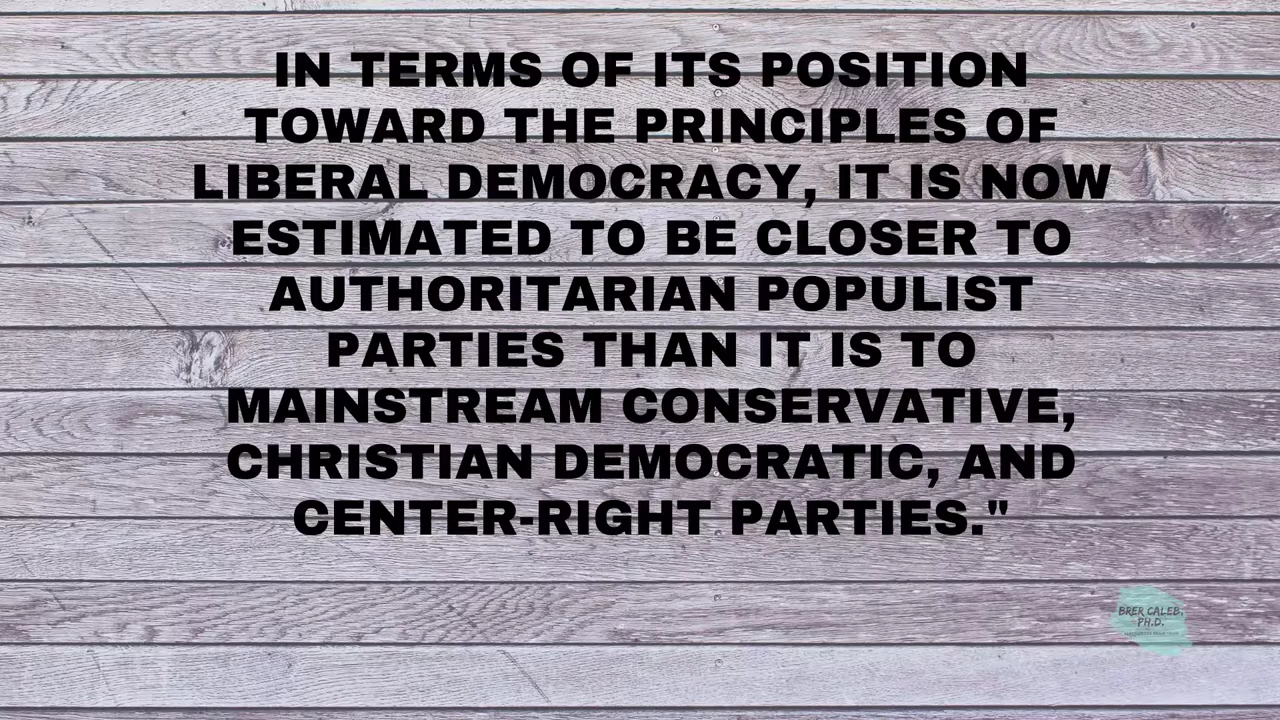 IN TERMS OF ITS POSITION
TOWARD THE PRINCIPLES OF
LIBERAL DEMOCRACY, IT IS NOW
ESTIMATED TO BE CLOSER TO
AUTHORITARIAN POPULIST
PARTIES THAN IT IS TO
MAINSTREAM CONSERVATIVE,
CHRISTIAN DEMOCRATIC, AND
CENTER-RIGHT PARTIES."
BRER CALEB,
PH.D.